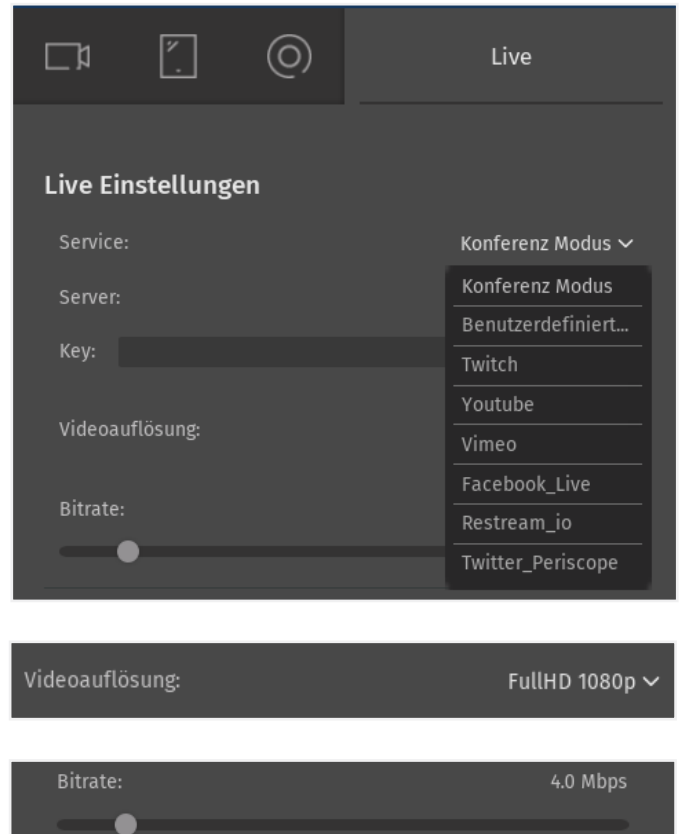 Live
Live Einstellungen
Service:
Konferenz Modus
Konferenz Modus
Server:
Benutzerdefiniert...
Key:
Twitch
Youtube
Videoauflösung:
Vimeo
Facebook_Live
Bitrate:
Restream_io
Twitter_Periscope
Videoauflösung:
FullHD 1080p
Bitrate:
4.0 Mbps